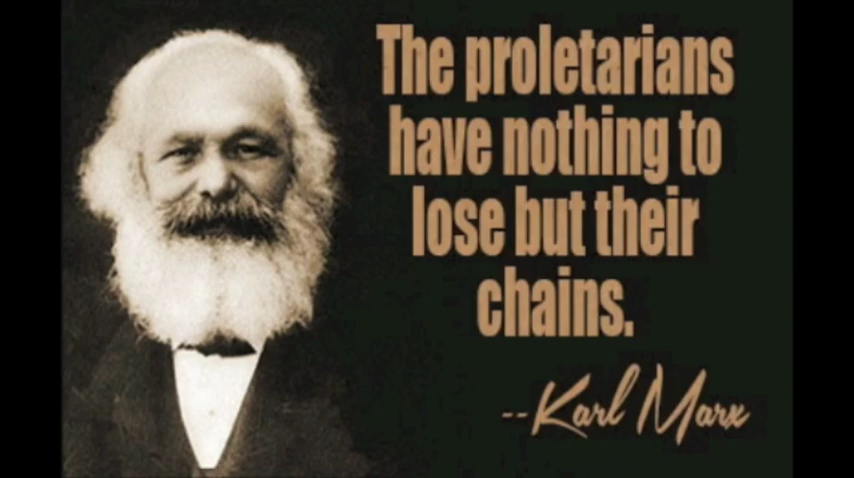 The proletarians
have nothing to
lose but their
chains.
--Karl Marx